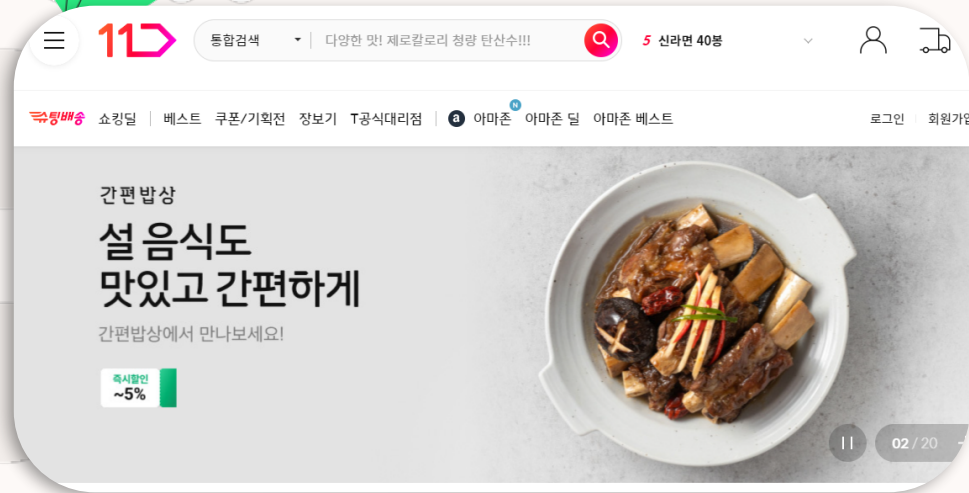 11
통합검색 다양한 맛! 제로칼로리 청량 탄산수!!! 5 신라면 40봉
슈팅배송 쇼킹딜 베스트 쿠폰/기획전 장보기 T공식대리점 a 아마존 N 아마존 딜 아마존 베스트 로그인 회원가입
간편밥상
설 음식도
맛있고 간편하게
간편밥상에서 만나보세요!
즉시할인
~5%
02 / 20